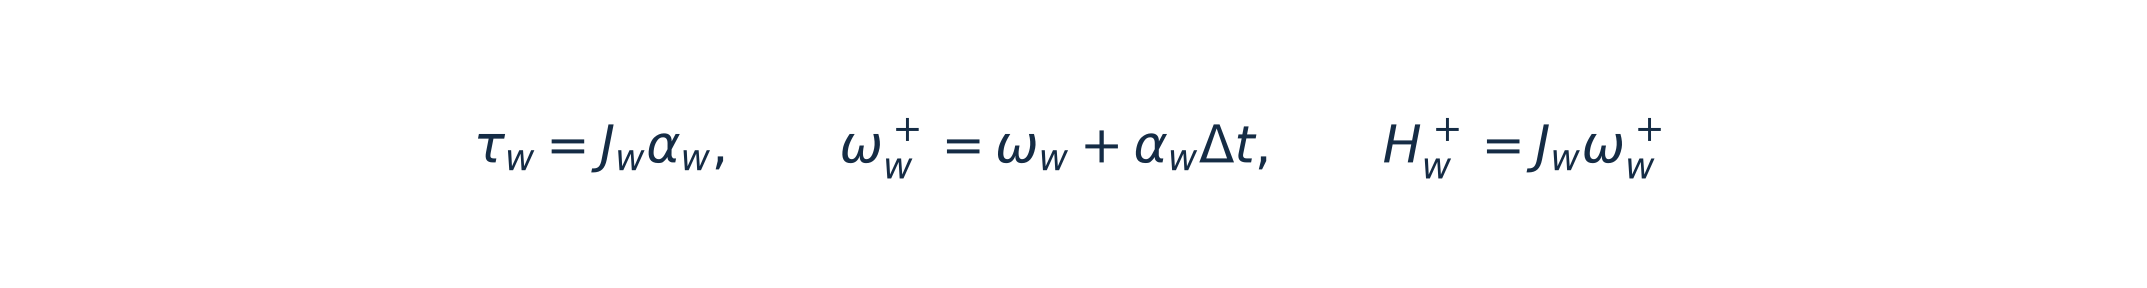 τ_w = J_w α_w,   ω_w^+ = ω_w + α_w Δt,   H_w^+ = J_w ω_w^+